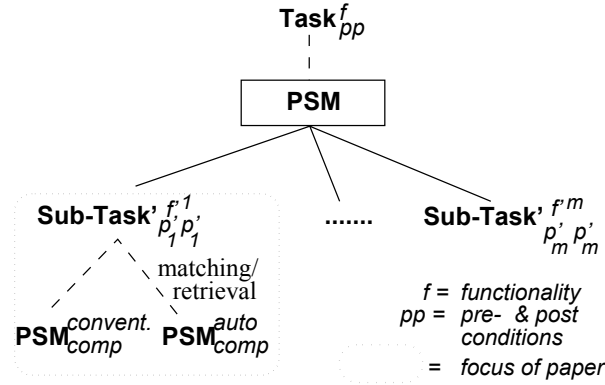 Task f pp
PSM
Sub-Task' f' 1 p' 1 p' 1 ....... Sub-Task' f' m p' m p' m
matching/
retrieval
PSM convent. comp PSM auto comp
f = functionality
pp = pre- & post
conditions
= focus of paper